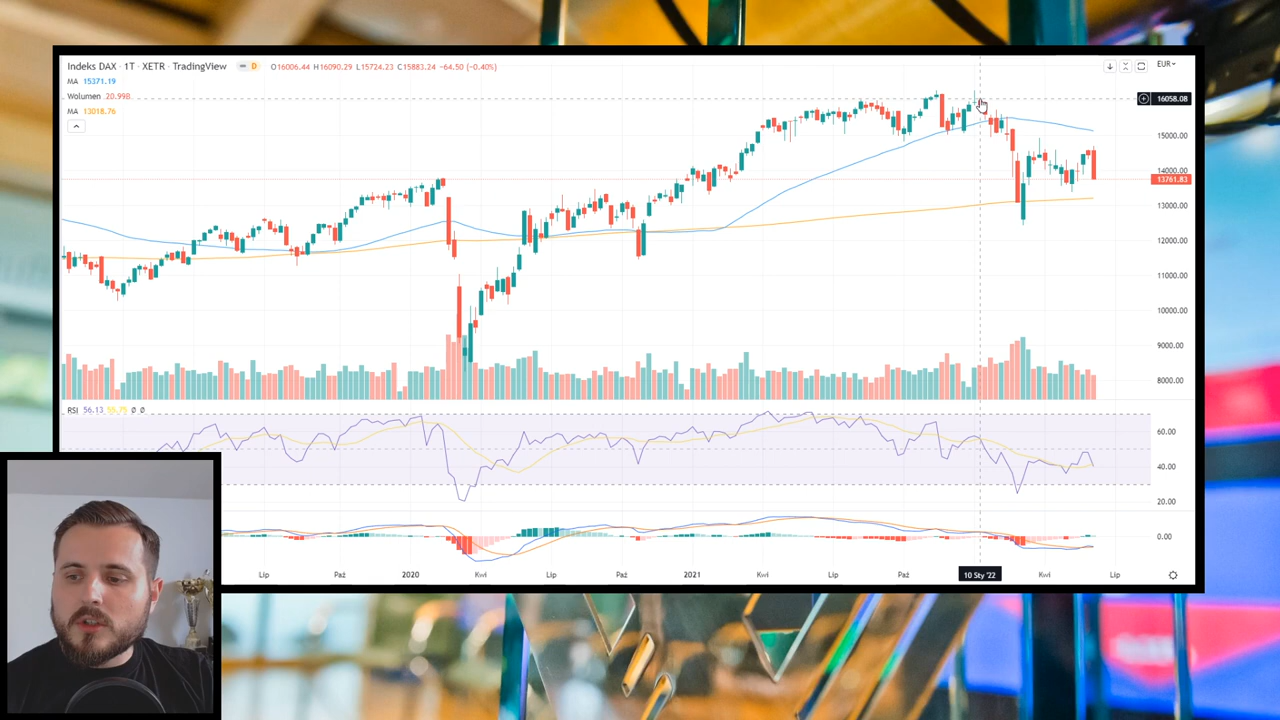 Indeks DAX · 1T · XETR · TradingView D O16006.44 H16090.29 L15724.23 C15883.24 −64.50 (−0.40%)
EUR
MA 15371.19
Wolumen 20.99B
MA 13018.76
16058.08
15000.00
14000.00
13761.83
13000.00
12000.00
11000.00
10000.00
9000.00
8000.00
RSI 56.13 55.75 Ø Ø
60.00
40.00
20.00
0.00
Lip Paź 2020 Kwi Lip Paź 2021 Kwi Lip Paź 10 Sty '22 Kwi Lip